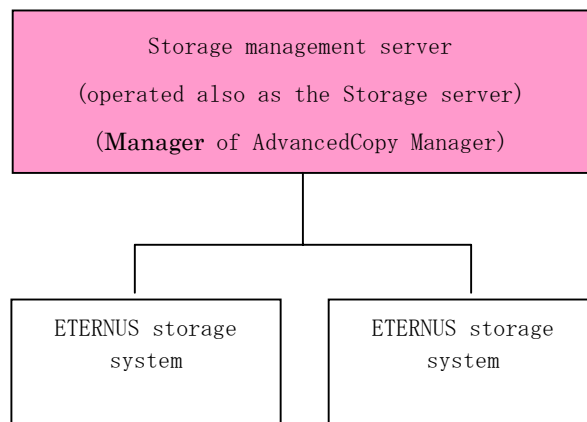 Storage management server
(operated also as the Storage server)
(Manager of AdvancedCopy Manager)
ETERNUS storage
system
ETERNUS storage
system